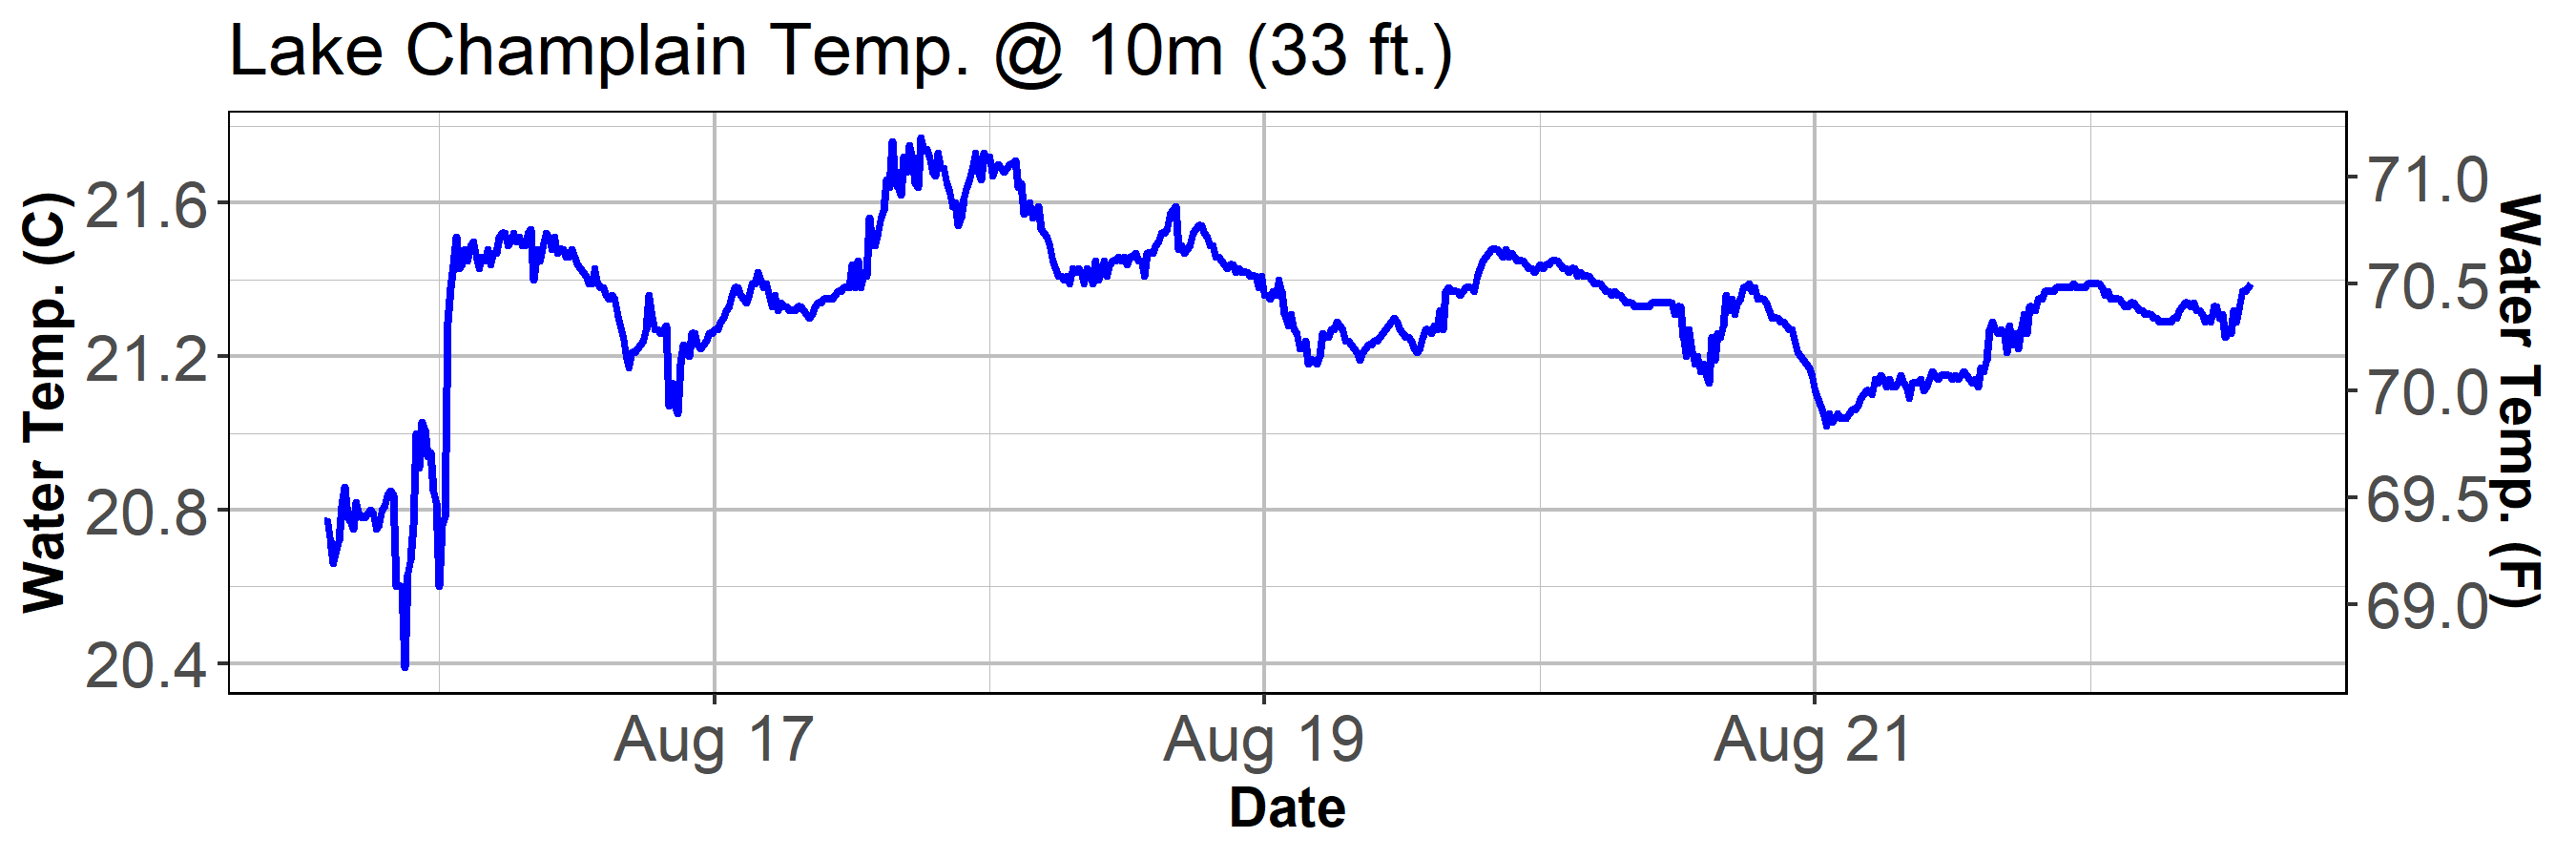 Lake Champlain Temp. @ 10m (33 ft.)
Water Temp. (C)
21.6
21.2
20.8
20.4
71.0
70.5
70.0
69.5
69.0
Water Temp. (F)
Aug 17
Aug 19
Aug 21
Date